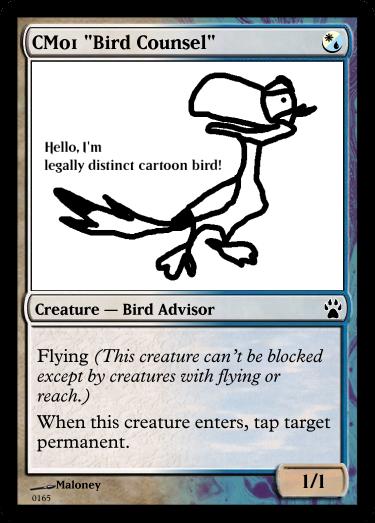 CM01 "Bird Counsel"
Hello, I'm
legally distinct cartoon bird!
Creature — Bird Advisor
Flying (This creature can't be blocked
except by creatures with flying or
reach.)
When this creature enters, tap target
permanent.
1/1
Maloney
0165